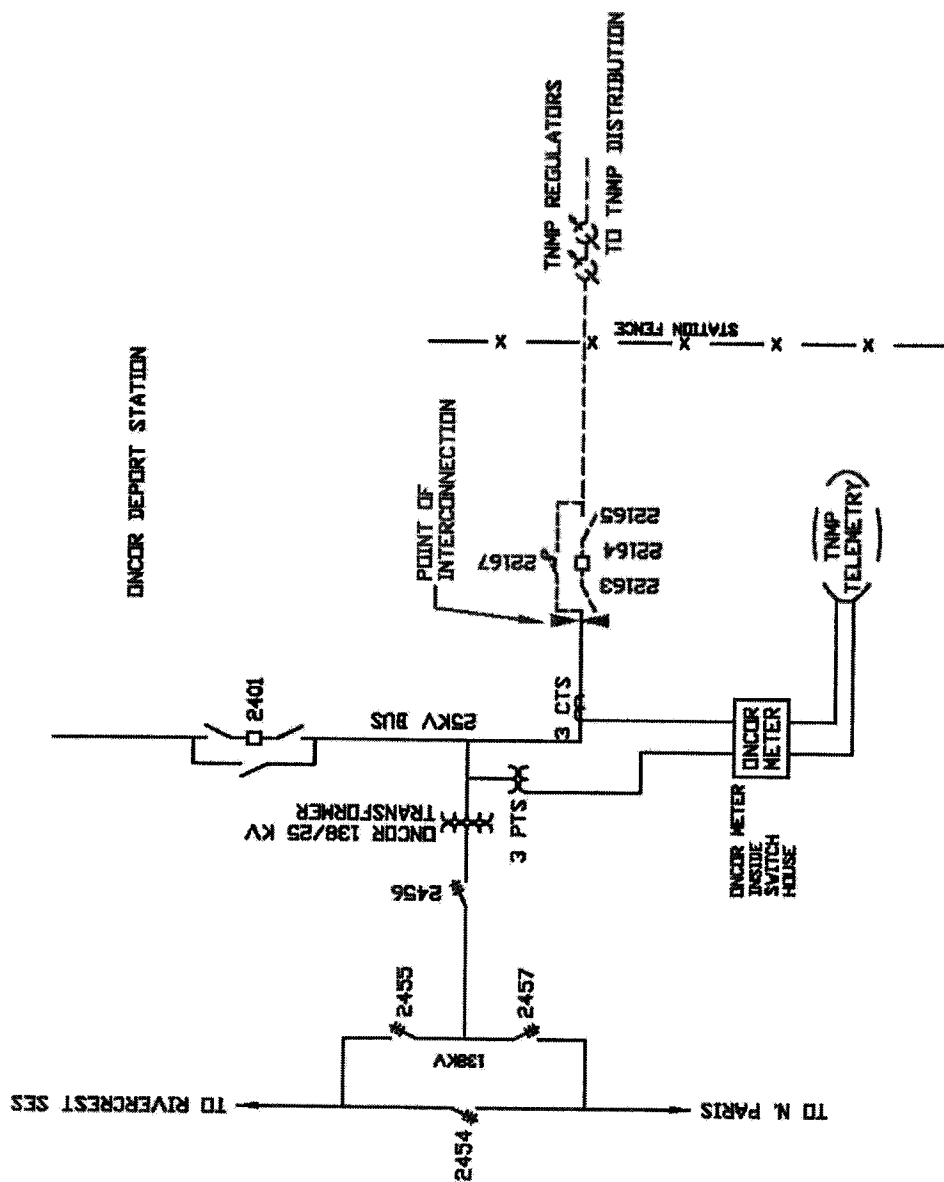 ONCOR DEPORT STATION
TNMP REGULATORS
TO TNMP DISTRIBUTION
STATION FENCE
POINT OF
INTERCONNECTION
22167
22163
22164
22165
TNMP
TELEMETRY
2401
25KV BUS
3 CTS
ONCOR
METER
ONCOR METER
INSIDE
SWITCH
HOUSE
ONCOR 138/25 KV
TRANSFORMER
3 PTS
2456
2455
2457
138KV
2454
TO RIVERCREST SES
TO N. PARIS